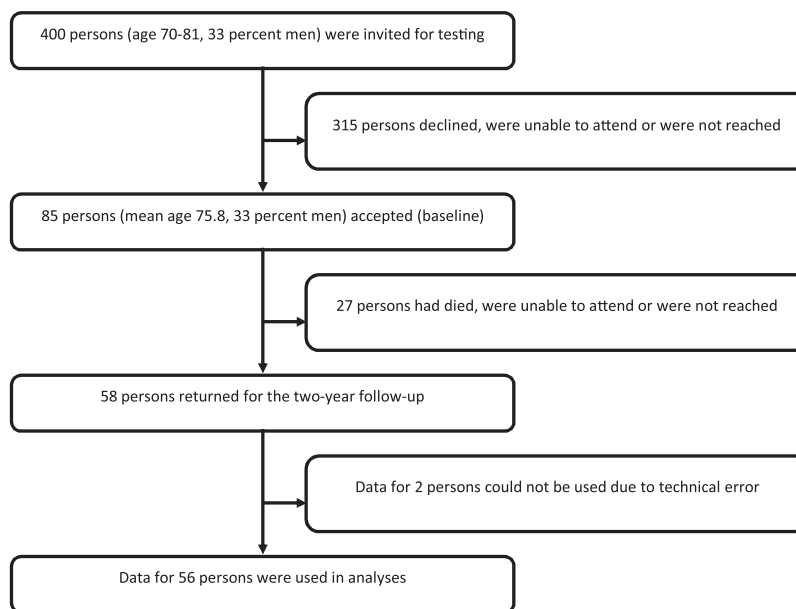 400 persons (age 70-81, 33 percent men) were invited for testing
315 persons declined, were unable to attend or were not reached
85 persons (mean age 75.8, 33 percent men) accepted (baseline)
27 persons had died, were unable to attend or were not reached
58 persons returned for the two-year follow-up
Data for 2 persons could not be used due to technical error
Data for 56 persons were used in analyses